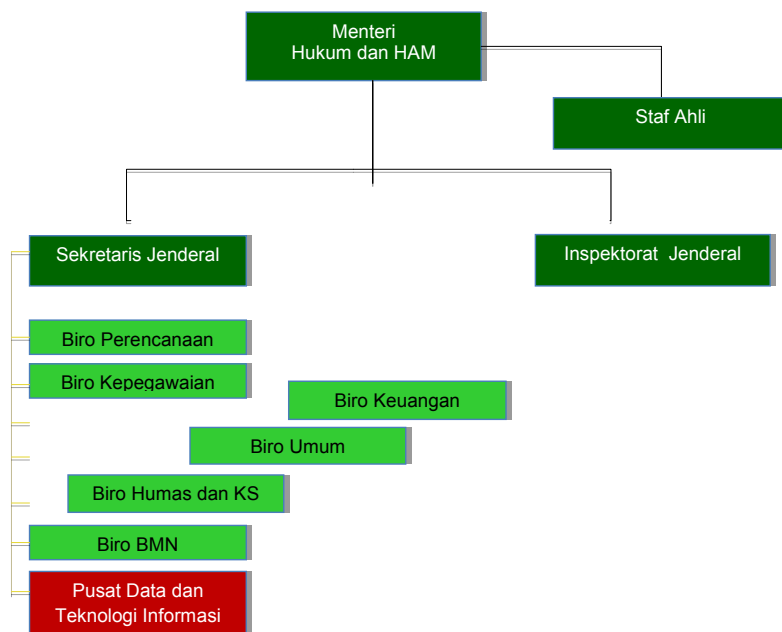 Menteri
Hukum dan HAM
Staf Ahli
Sekretaris Jenderal
Inspektorat Jenderal
Biro Perencanaan
Biro Kepegawaian
Biro Keuangan
Biro Umum
Biro Humas dan KS
Biro BMN
Pusat Data dan
Teknologi Informasi